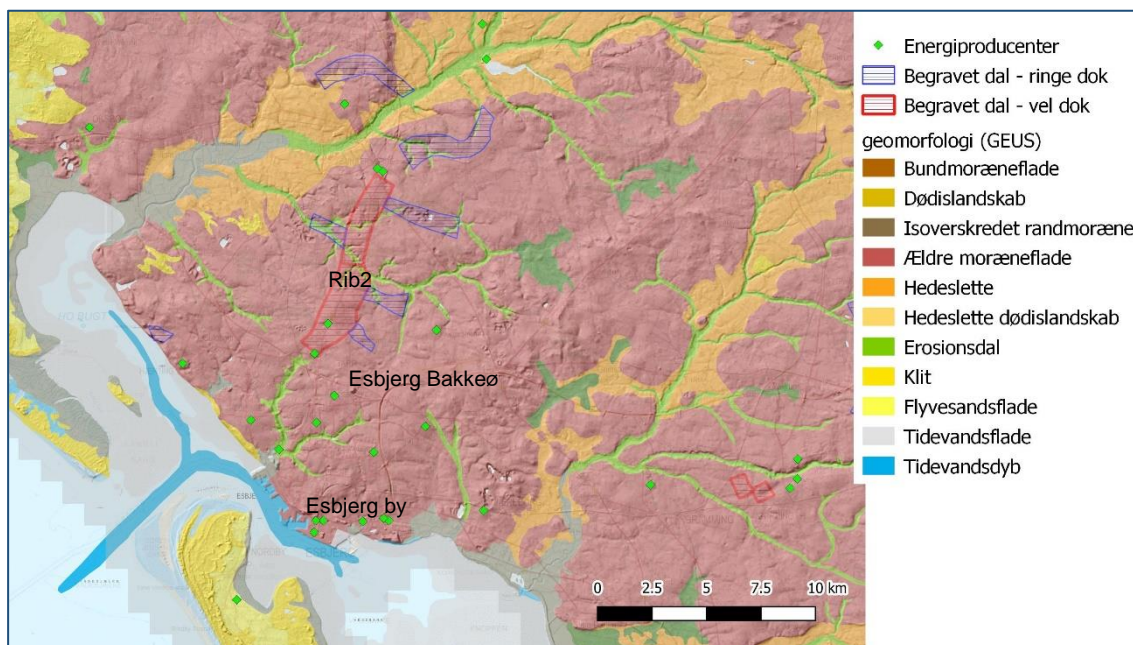 Energiproducenter
Begravet dal - ringe dok
Begravet dal - vel dok
geomorfologi (GEUS)
Bundmoræneflade
Dødislandskab
Isoverskredet randmoræne
Ældre moræneflade
Hedeslette
Hedeslette dødislandskab
Erosionsdal
Klit
Flyvesandsflade
Tidevandsflade
Tidevandsdyb
HO BUGT
Rib2
Esbjerg Bakkeø
Esbjerg by
0 2.5 5 7.5 10 km